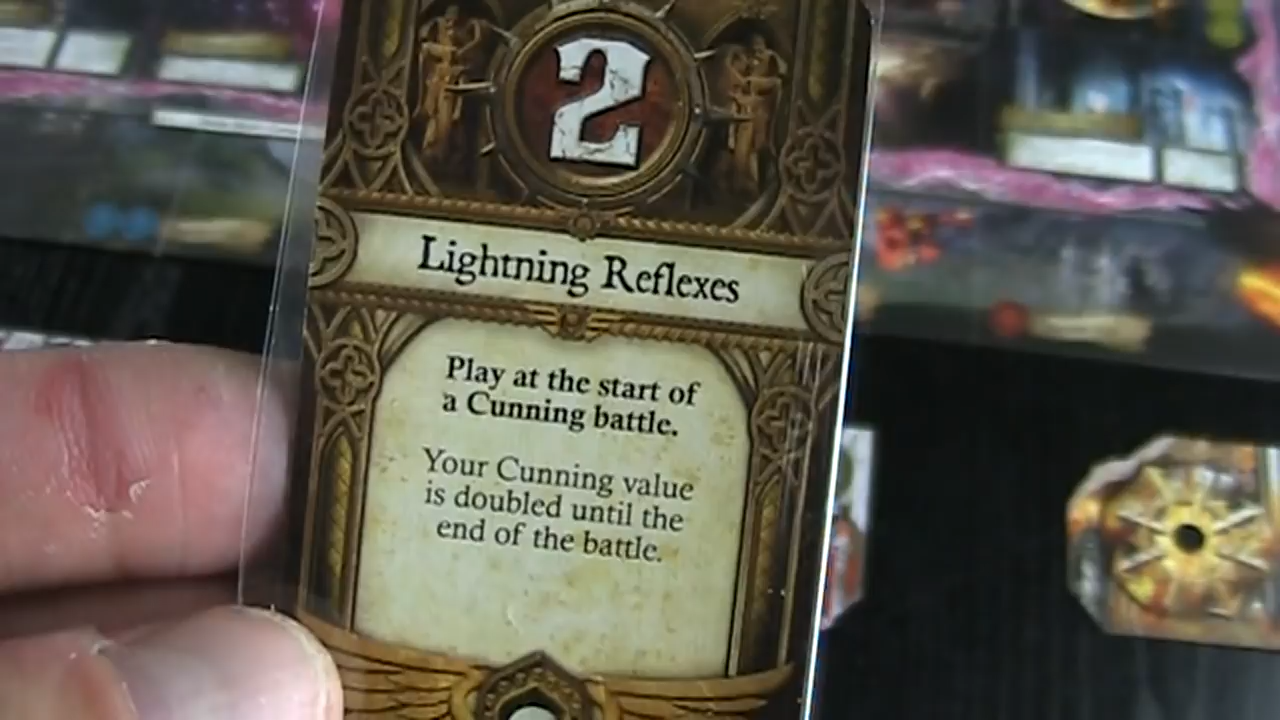 2
Lightning Reflexes
Play at the start of
a Cunning battle.
Your Cunning value
is doubled until the
end of the battle.